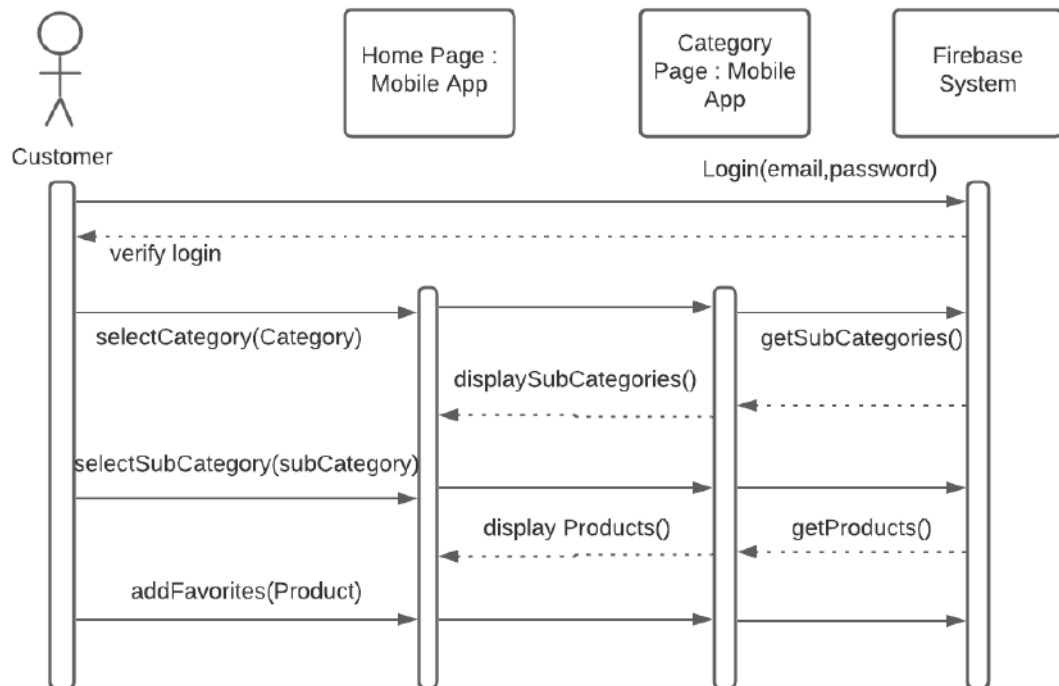 Home Page :
Mobile App
Category
Page : Mobile
App
Firebase
System
Customer
Login(email,password)
verify login
selectCategory(Category)
getSubCategories()
displaySubCategories()
selectSubCategory(subCategory)
display Products()
getProducts()
addFavorites(Product)